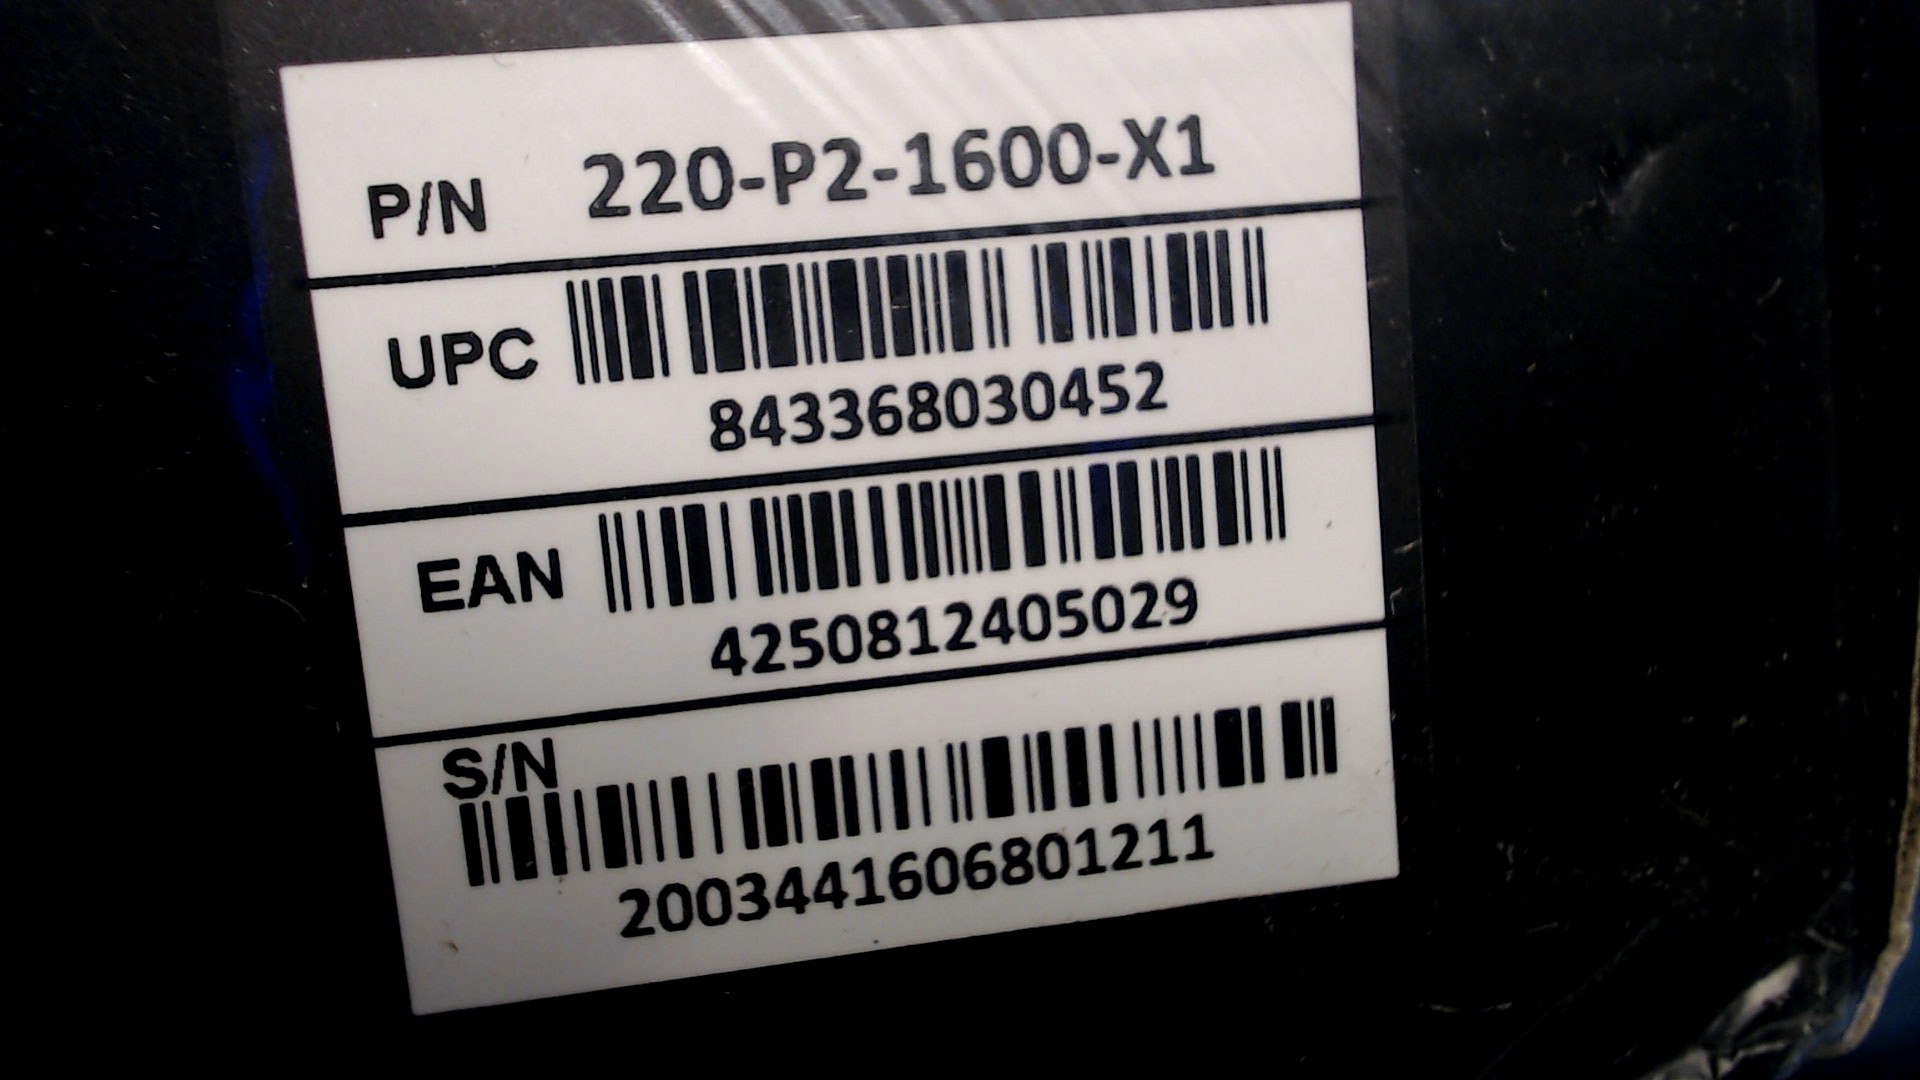 P/N 220-P2-1600-X1
UPC
843368030452
EAN
4250812405029
S/N
2003441606801211